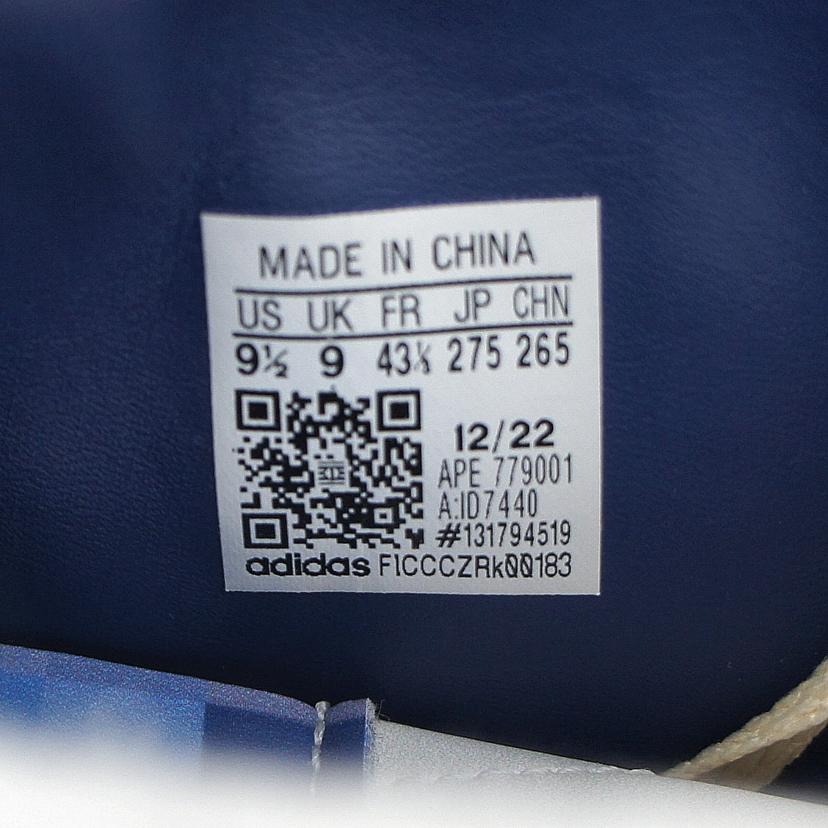 MADE IN CHINA
US UK FR JP CHN
9½ 9 43⅓ 275 265
12/22
APE 779001
A:ID7440
#131794519
adidas F1CCCZRk00183